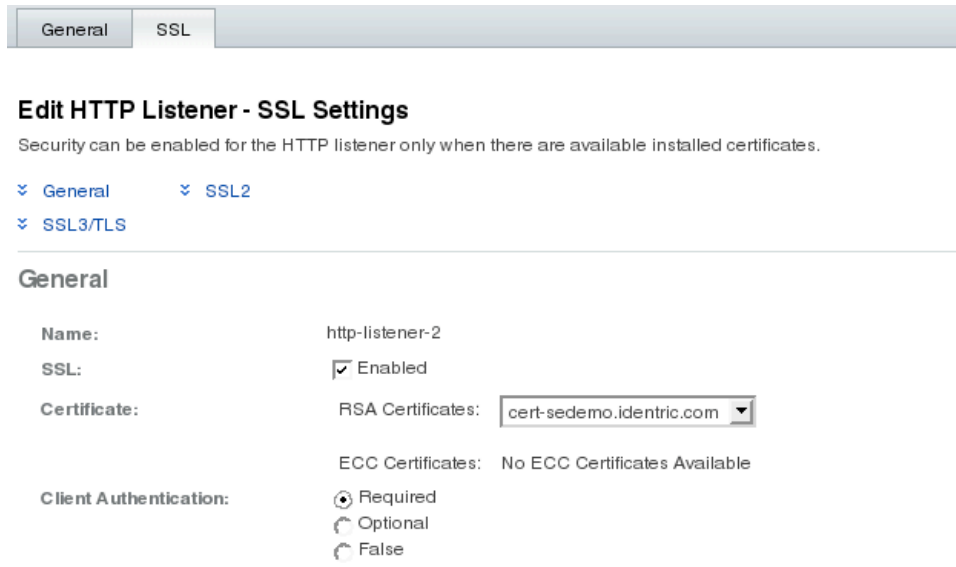 General SSL
Edit HTTP Listener - SSL Settings
Security can be enabled for the HTTP listener only when there are available installed certificates.
General SSL2
SSL3/TLS
General
Name: http-listener-2
SSL: Enabled
Certificate: RSA Certificates: cert-sedemo.identric.com
ECC Certificates: No ECC Certificates Available
Client Authentication: Required
Optional
False